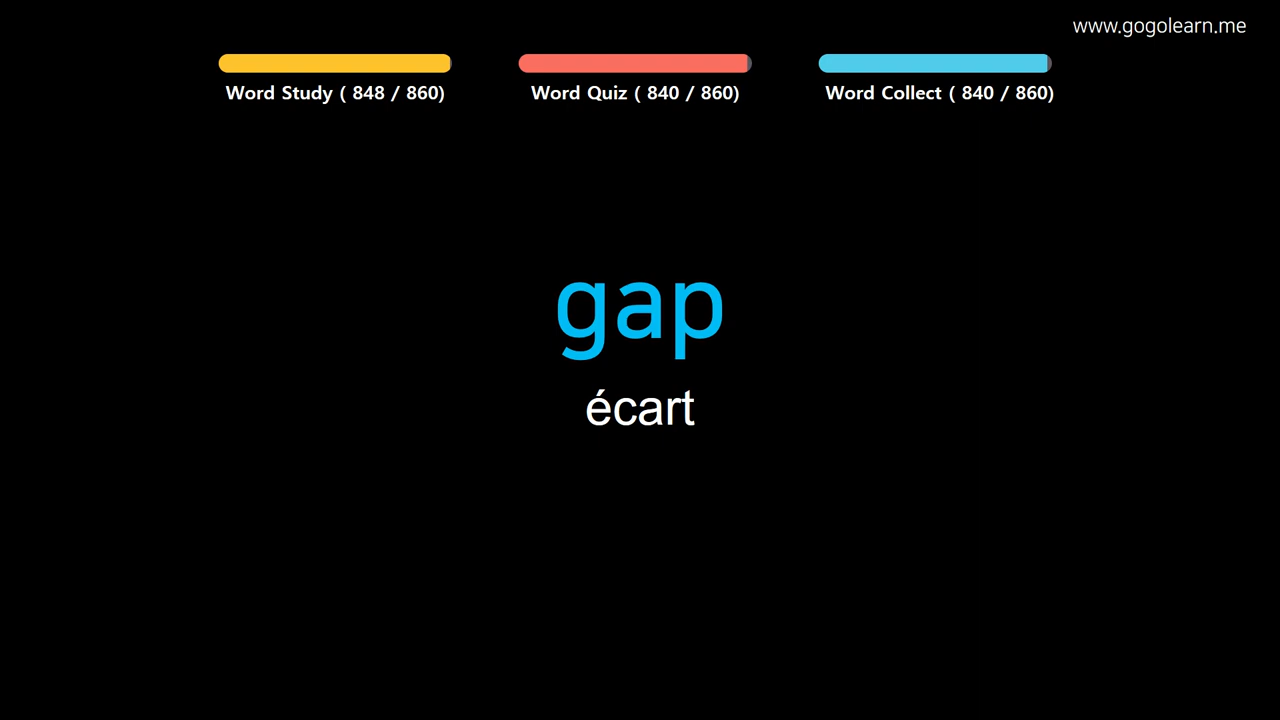 www.gogolearn.me
Word Study ( 848 / 860)
Word Quiz ( 840 / 860)
Word Collect ( 840 / 860)
gap
écart